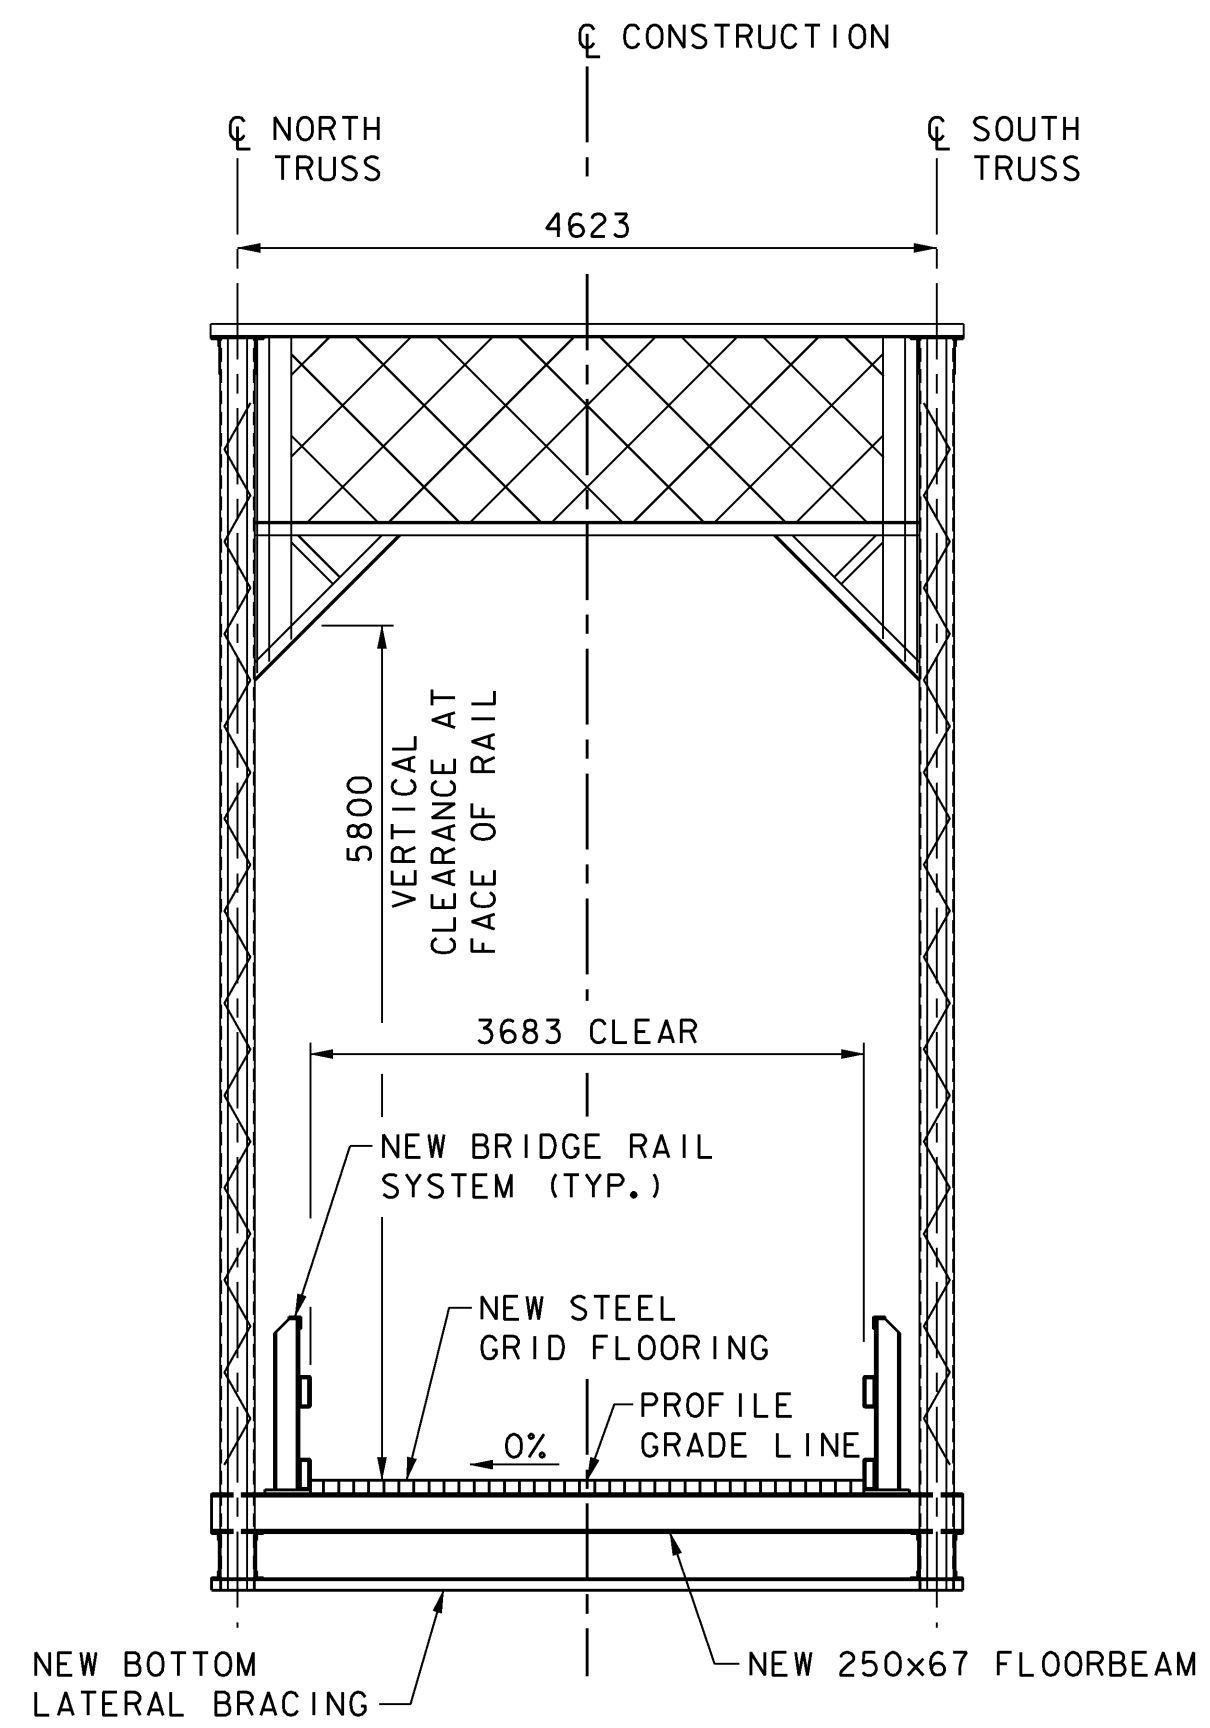 ℄ CONSTRUCTION
℄ NORTH
TRUSS
℄ SOUTH
TRUSS
4623
5800
VERTICAL
CLEARANCE AT
FACE OF RAIL
3683 CLEAR
NEW BRIDGE RAIL
SYSTEM (TYP.)
NEW STEEL
GRID FLOORING
PROFILE
GRADE LINE
0%
NEW BOTTOM
LATERAL BRACING
NEW 250x67 FLOORBEAM